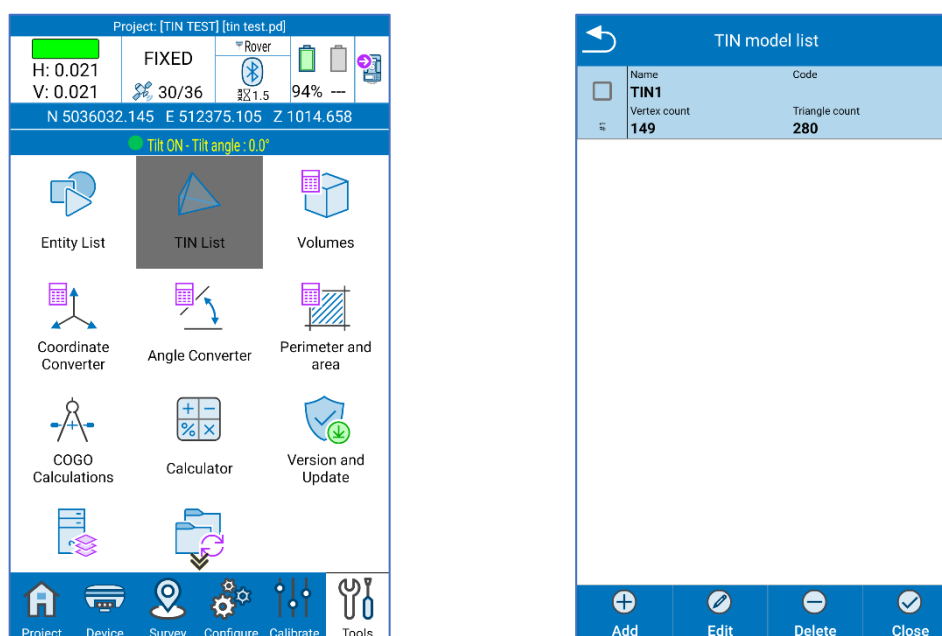 Project: [TIN TEST] [tin test.pd]
H: 0.021
V: 0.021
FIXED
30/36
Rover
1.5
94% ---
N 5036032.145 E 512375.105 Z 1014.658
Tilt ON - Tilt angle : 0.0°
Entity List
TIN List
Volumes
Coordinate
Converter
Angle Converter
Perimeter and
area
COGO
Calculations
Calculator
Version and
Update
Project Device Survey Configure Calibrate Tools
TIN model list
Name Code
TIN1
Vertex count Triangle count
149 280
Add Edit Delete Close